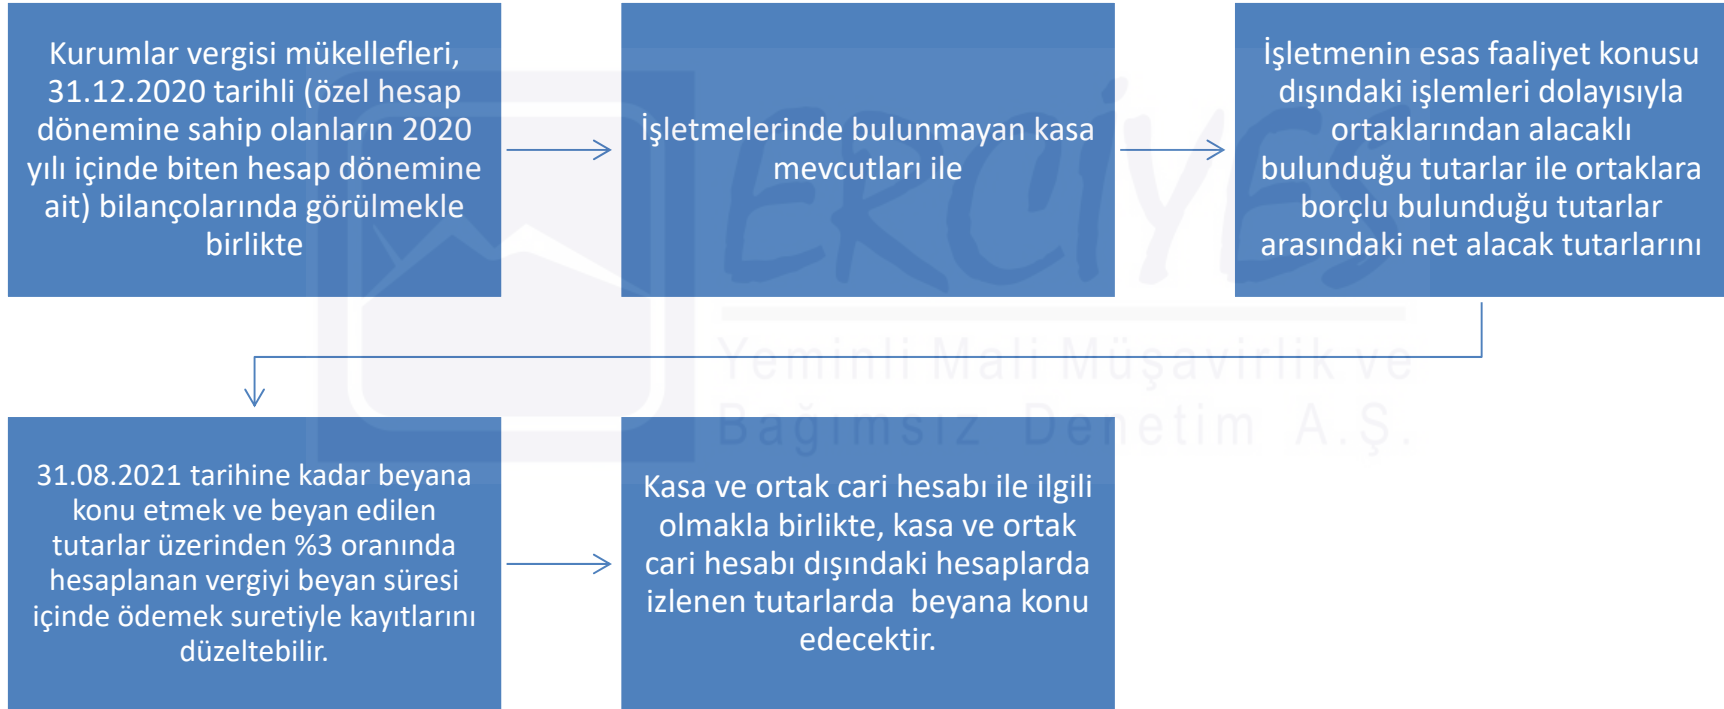 Kurumlar vergisi mükellefleri,
31.12.2020 tarihli (özel hesap
dönemine sahip olanların 2020
yılı içinde biten hesap dönemine
ait) bilançolarında görülmekle
birlikte
İşletmelerinde bulunmayan kasa
mevcutları ile
İşletmenin esas faaliyet konusu
dışındaki işlemleri dolayısıyla
ortaklarından alacaklı
bulunduğu tutarlar ile ortaklara
borçlu bulunduğu tutarlar
arasındaki net alacak tutarlarını
31.08.2021 tarihine kadar beyana
konu etmek ve beyan edilen
tutarlar üzerinden %3 oranında
hesaplanan vergiyi beyan süresi
içinde ödemek suretiyle kayıtlarını
düzeltebilir.
Kasa ve ortak cari hesabı ile ilgili
olmakla birlikte, kasa ve ortak
cari hesabı dışındaki hesaplarda
izlenen tutarlarda  beyana konu
edecektir.
ERCİYES
Yeminli Mali Müşavirlik ve
Bağımsız Denetim A.Ş.